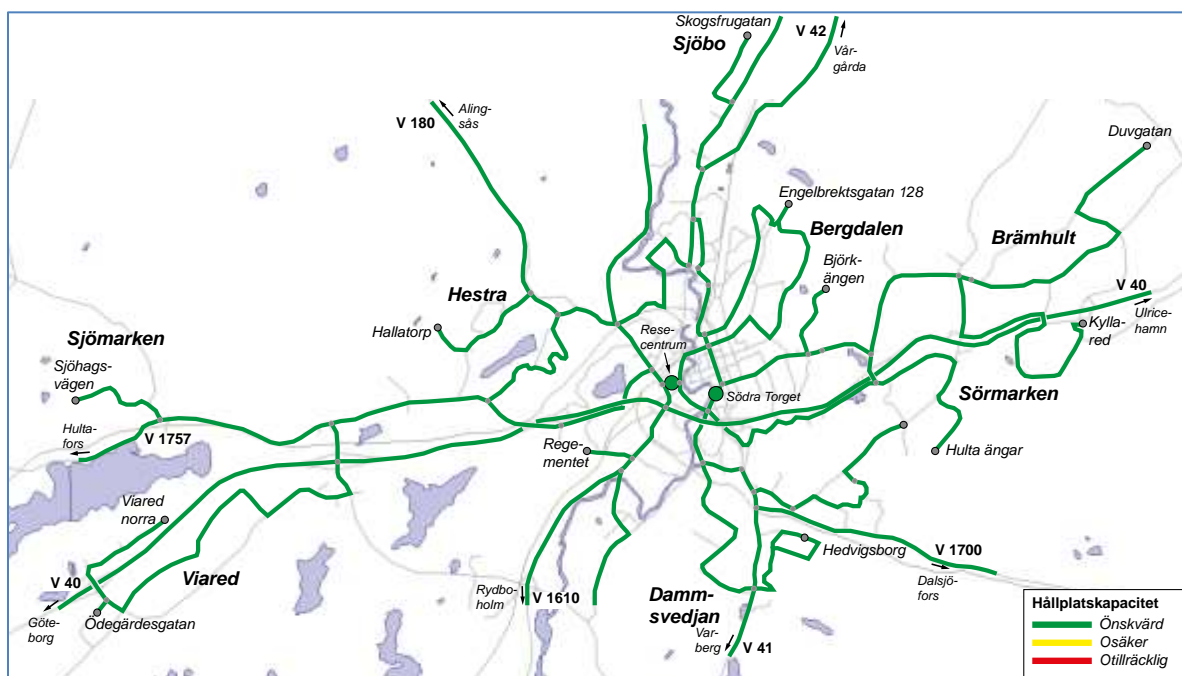 Skogsfrugatan
Sjöbo
V 42
Vår-
gårda
Aling-
sås
V 180
Duvgatan
Engelbrektsgatan 128
Bergdalen
Brämhult
Björk-
ängen
V 40
Ulrice-
hamn
Hestra
Hallatorp
Rese-
centrum
Kylla-
red
Sjömarken
Sjöhags-
vägen
Södra Torget
Sörmarken
Hulta-
fors
V 1757
Rege-
mentet
Hulta ängar
Viared
norra
Hedvigsborg
V 1700
Dalsjö-
fors
V 40
Viared
Göte-
borg
Ödegärdesgatan
Rydbo-
holm
V 1610
Damm-
svedjan
Var-
berg
V 41
Hållplatskapacitet
Önskvärd
Osäker
Otillräcklig